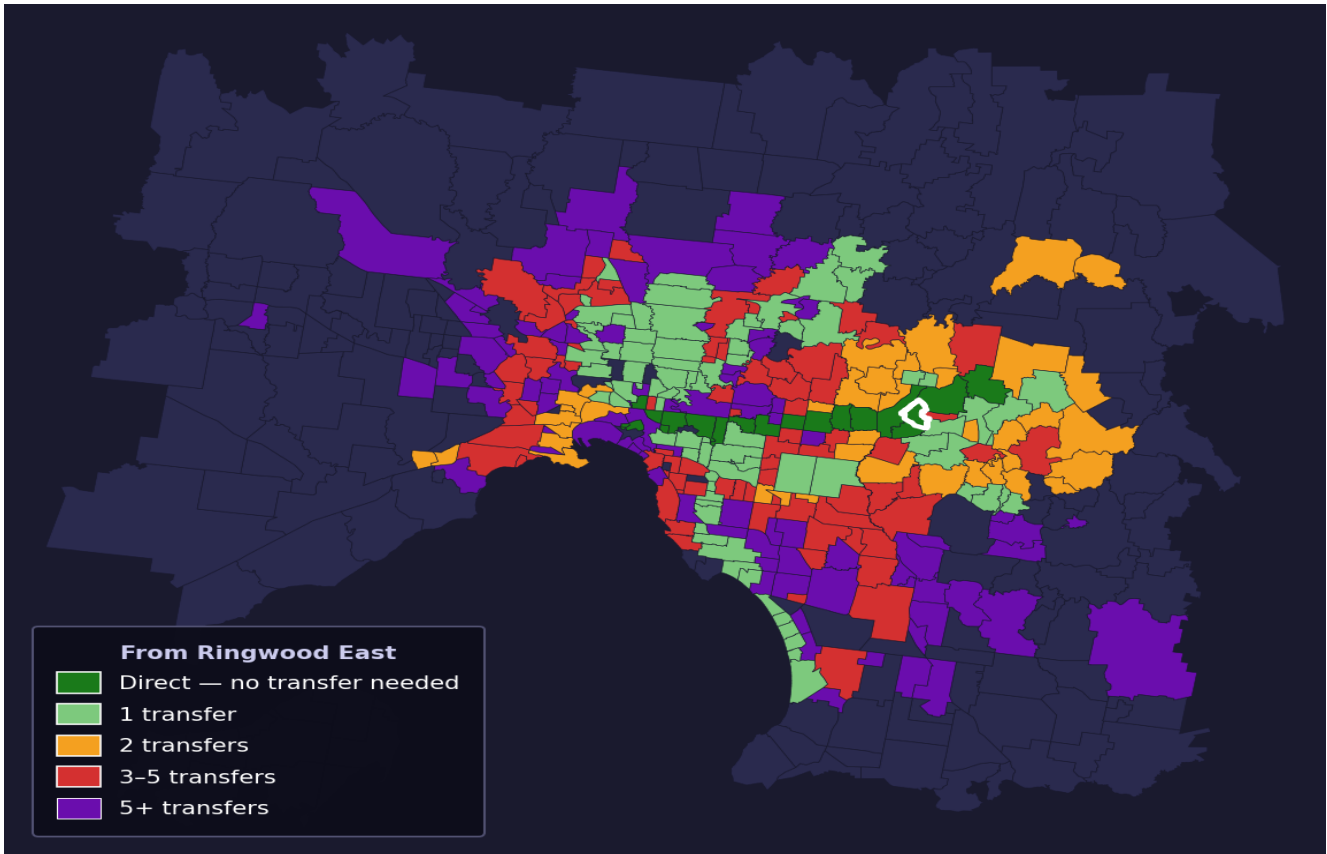 From Ringwood East
Direct — no transfer needed
1 transfer
2 transfers
3–5 transfers
5+ transfers